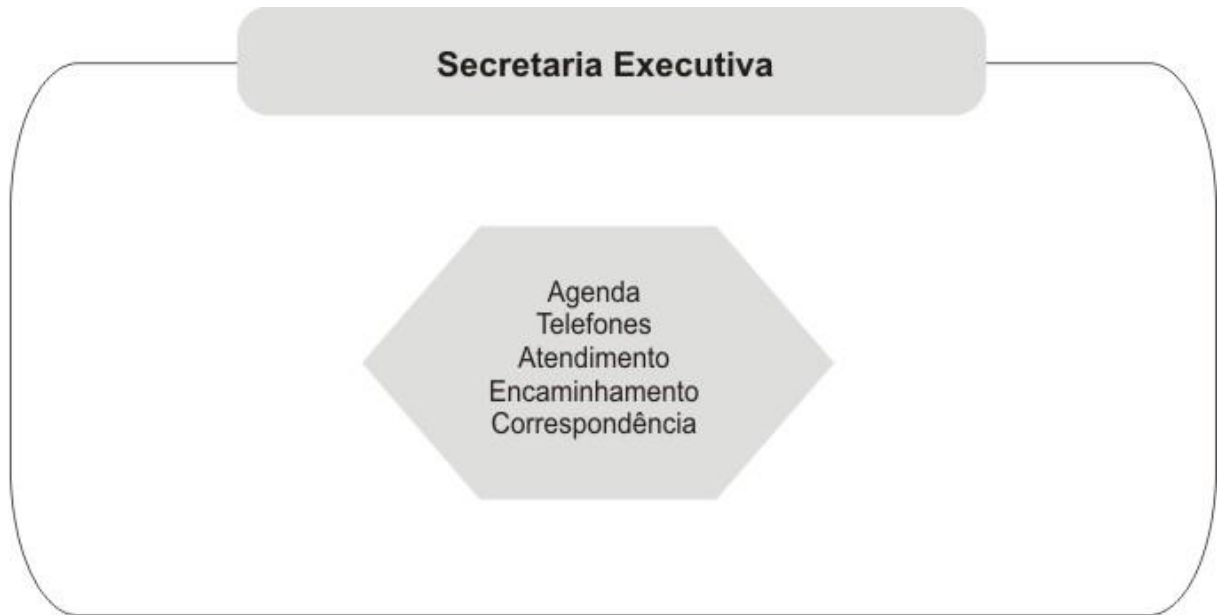 Secretaria Executiva
Agenda
Telefones
Atendimento
Encaminhamento
Correspondência